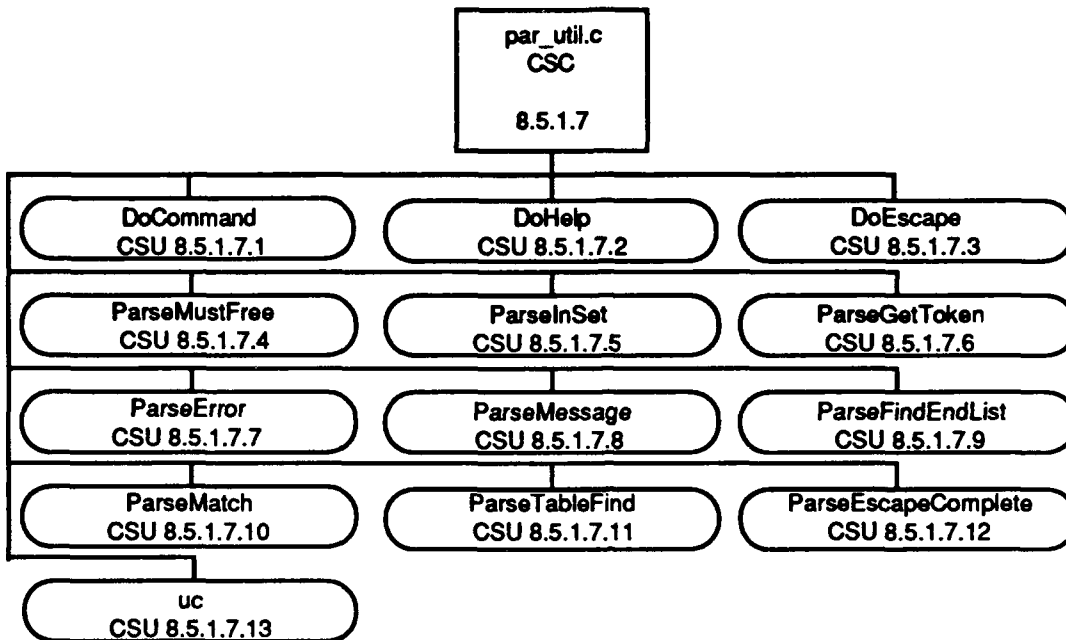 par_util.c
CSC
8.5.1.7
DoCommand
CSU 8.5.1.7.1
DoHelp
CSU 8.5.1.7.2
DoEscape
CSU 8.5.1.7.3
ParseMustFree
CSU 8.5.1.7.4
ParseInSet
CSU 8.5.1.7.5
ParseGetToken
CSU 8.5.1.7.6
ParseError
CSU 8.5.1.7.7
ParseMessage
CSU 8.5.1.7.8
ParseFindEndList
CSU 8.5.1.7.9
ParseMatch
CSU 8.5.1.7.10
ParseTableFind
CSU 8.5.1.7.11
ParseEscapeComplete
CSU 8.5.1.7.12
uc
CSU 8.5.1.7.13